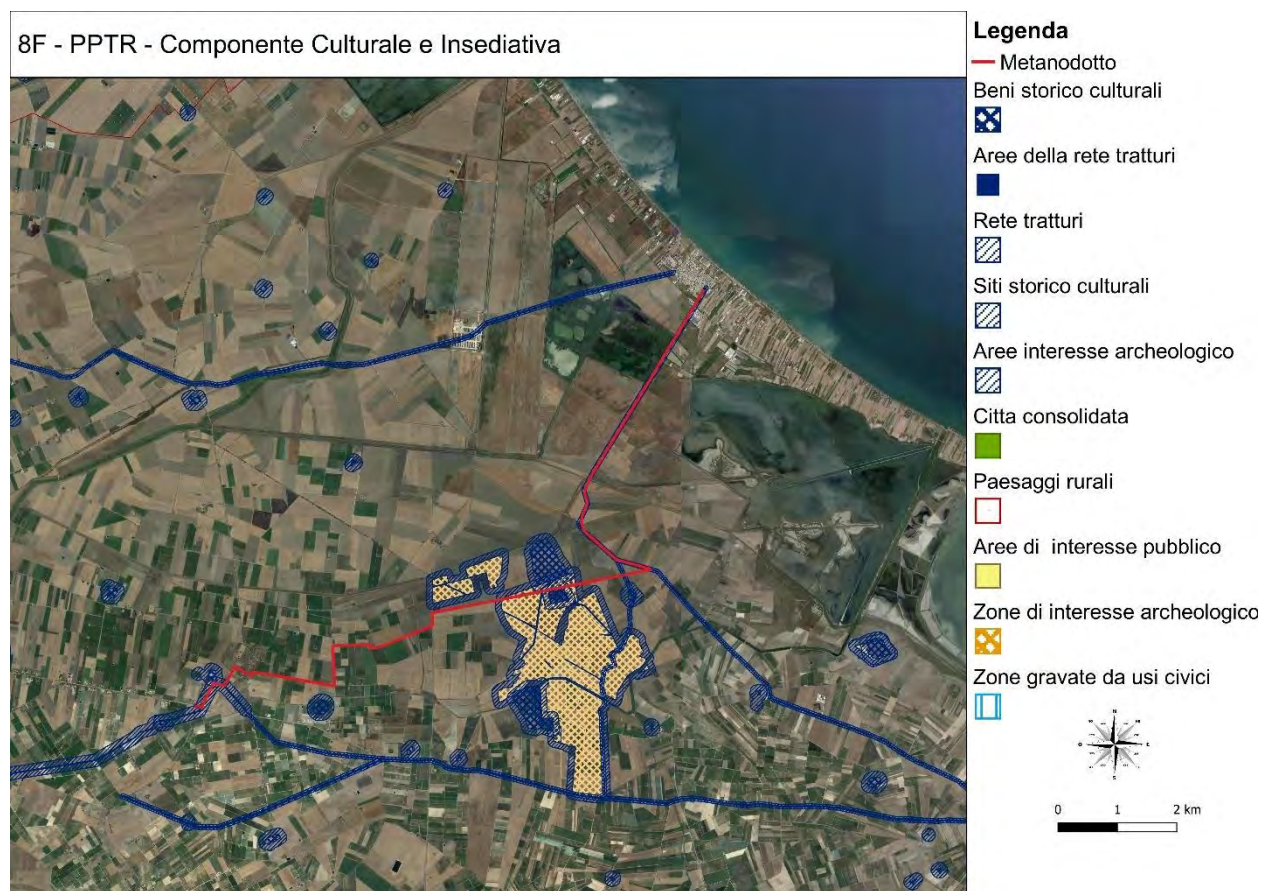 8F - PPTR - Componente Culturale e Insediativa
Legenda
Metanodotto
Beni storico culturali
Aree della rete tratturi
Rete tratturi
Siti storico culturali
Aree interesse archeologico
Citta consolidata
Paesaggi rurali
Aree di interesse pubblico
Zone di interesse archeologico
Zone gravate da usi civici
N
O
E
S
0 1 2 km